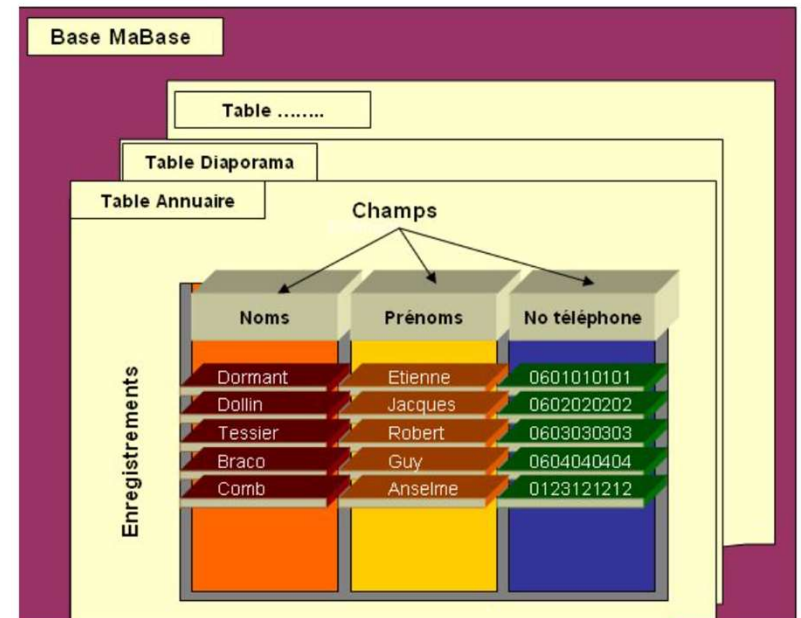 Base MaBase
Table ........
Table Diaporama
Table Annuaire
Champs
Noms Prénoms No téléphone
Enregistrements
Dormant Etienne 0601010101
Dollin Jacques 0602020202
Tessier Robert 0603030303
Braco Guy 0604040404
Comb Anselme 0123121212